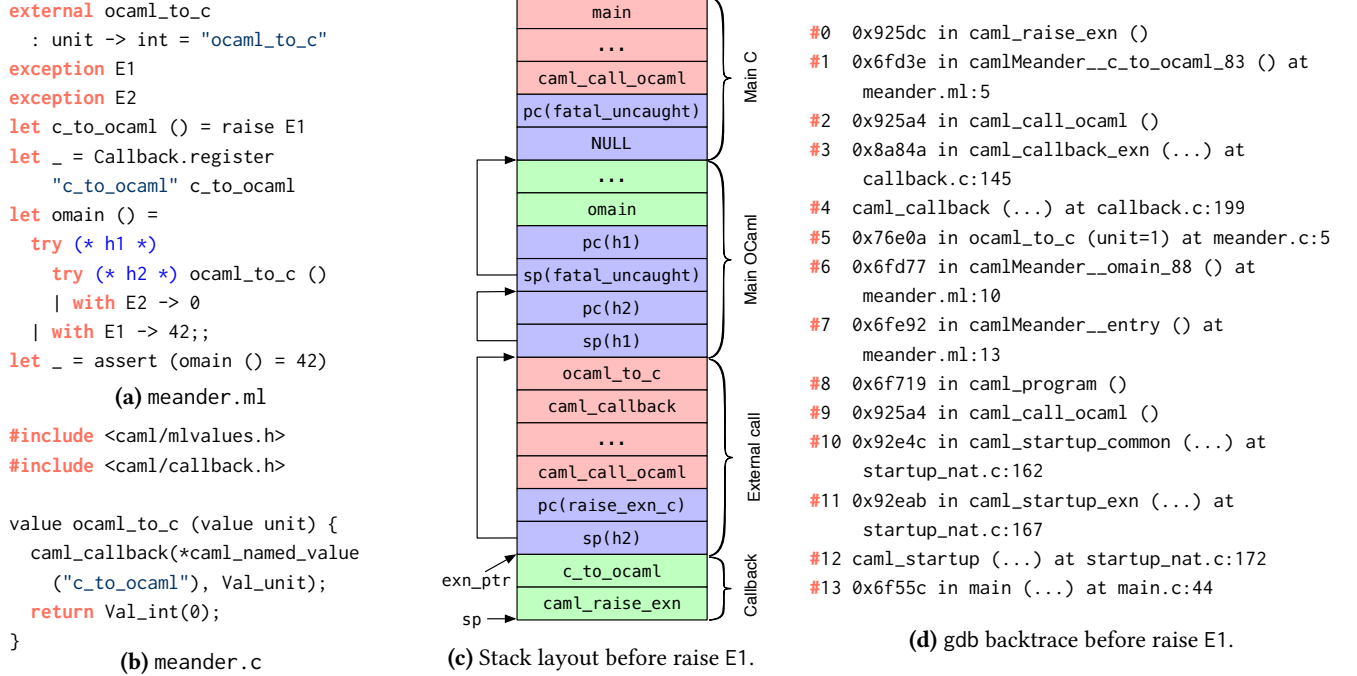 external ocaml_to_c
: unit -> int = "ocaml_to_c"
exception E1
exception E2
let c_to_ocaml () = raise E1
let _ = Callback.register
"c_to_ocaml" c_to_ocaml
let omain () =
try (* h1 *)
try (* h2 *) ocaml_to_c ()
| with E2 -> 0
| with E1 -> 42;;
let _ = assert (omain () = 42)
(a) meander.ml
#include <caml/mlvalues.h>
#include <caml/callback.h>
value ocaml_to_c (value unit) {
caml_callback(*caml_named_value
("c_to_ocaml"), Val_unit);
return Val_int(0);
}
(b) meander.c
main
...
caml_call_ocaml
pc(fatal_uncaught)
NULL
Main C
...
omain
pc(h1)
sp(fatal_uncaught)
pc(h2)
sp(h1)
Main OCaml
ocaml_to_c
caml_callback
...
caml_call_ocaml
pc(raise_exn_c)
sp(h2)
External call
exn_ptr
c_to_ocaml
caml_raise_exn
Callback
sp
(c) Stack layout before raise E1.
#0 0x925dc in caml_raise_exn ()
#1 0x6fd3e in camlMeander__c_to_ocaml_83 () at
meander.ml:5
#2 0x925a4 in caml_call_ocaml ()
#3 0x8a84a in caml_callback_exn (...) at
callback.c:145
#4 caml_callback (...) at callback.c:199
#5 0x76e0a in ocaml_to_c (unit=1) at meander.c:5
#6 0x6fd77 in camlMeander__omain_88 () at
meander.ml:10
#7 0x6fe92 in camlMeander__entry () at
meander.ml:13
#8 0x6f719 in caml_program ()
#9 0x925a4 in caml_call_ocaml ()
#10 0x92e4c in caml_startup_common (...) at
startup_nat.c:162
#11 0x92eab in caml_startup_exn (...) at
startup_nat.c:167
#12 caml_startup (...) at startup_nat.c:172
#13 0x6f55c in main (...) at main.c:44
(d) gdb backtrace before raise E1.